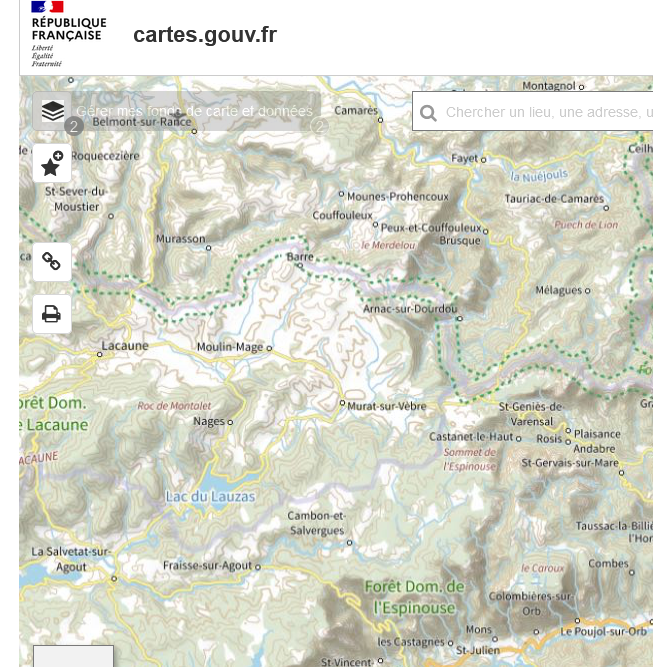 RÉPUBLIQUE
FRANÇAISE
Liberté
Égalité
Fraternité
cartes.gouv.fr
Montagnol
Gérer mes fonds de carte et données
2
Camarès
Chercher un lieu, une adresse, u
2
Belmont-sur-Rance
Ceilh
Roquecezière
Fayet
la Nuéjouls
St-Sever-du-
Moustier
Mounes-Prohencoux
Tauriac-de-Camarès
Couffouleux
Peux-et-Couffouleux
Puech de Lion
Murasson
le Merdelou
Brusque
Barre
Mélagues
Arnac-sur-Dourdou
Lacaune
Moulin-Mage
orêt Dom.
e Lacaune
Roc de Montalet
Murat-sur-Vèbre
St-Geniès-de-
Varensal
Nages
Castanet-le-Haut
Rosis
Plaisance
Andabre
LACAUNE
Sommet de
l'Espinouse
St-Gervais-sur-Mare
Lac du Lauzas
Cambon-et-
Salvergues
Taussac-la-Billiè
l'Hor
La Salvetat-sur-
Agout
Fraisse-sur-Agout
le Caroux
Combes
Forêt Dom. de
l'Espinouse
Colombières-sur-
Orb
Mons
Le Poujol-sur-Orb
les Castagnes
St-Julien
St-Vincent-